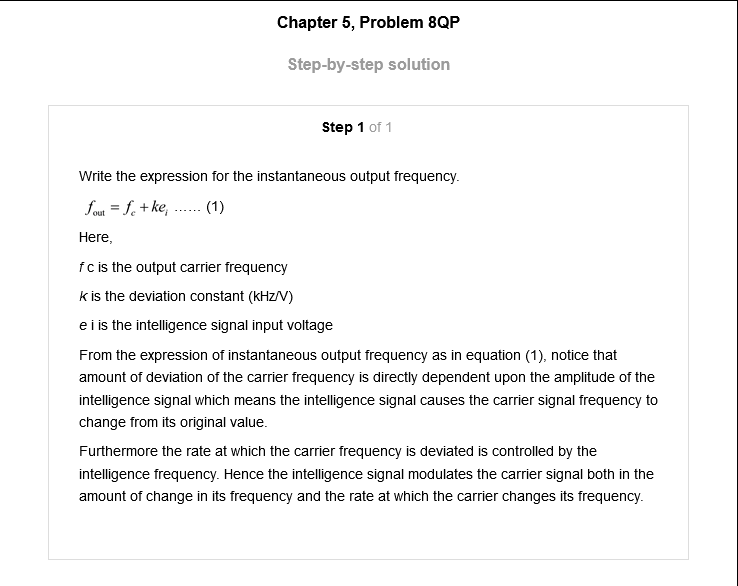 Chapter 5, Problem 8QP
Step-by-step solution
Step 1 of 1
Write the expression for the instantaneous output frequency.
f_out = f_c + ke_i ...... (1)
Here,
f c is the output carrier frequency
k is the deviation constant (kHz/V)
e i is the intelligence signal input voltage
From the expression of instantaneous output frequency as in equation (1), notice that
amount of deviation of the carrier frequency is directly dependent upon the amplitude of the
intelligence signal which means the intelligence signal causes the carrier signal frequency to
change from its original value.
Furthermore the rate at which the carrier frequency is deviated is controlled by the
intelligence frequency. Hence the intelligence signal modulates the carrier signal both in the
amount of change in its frequency and the rate at which the carrier changes its frequency.